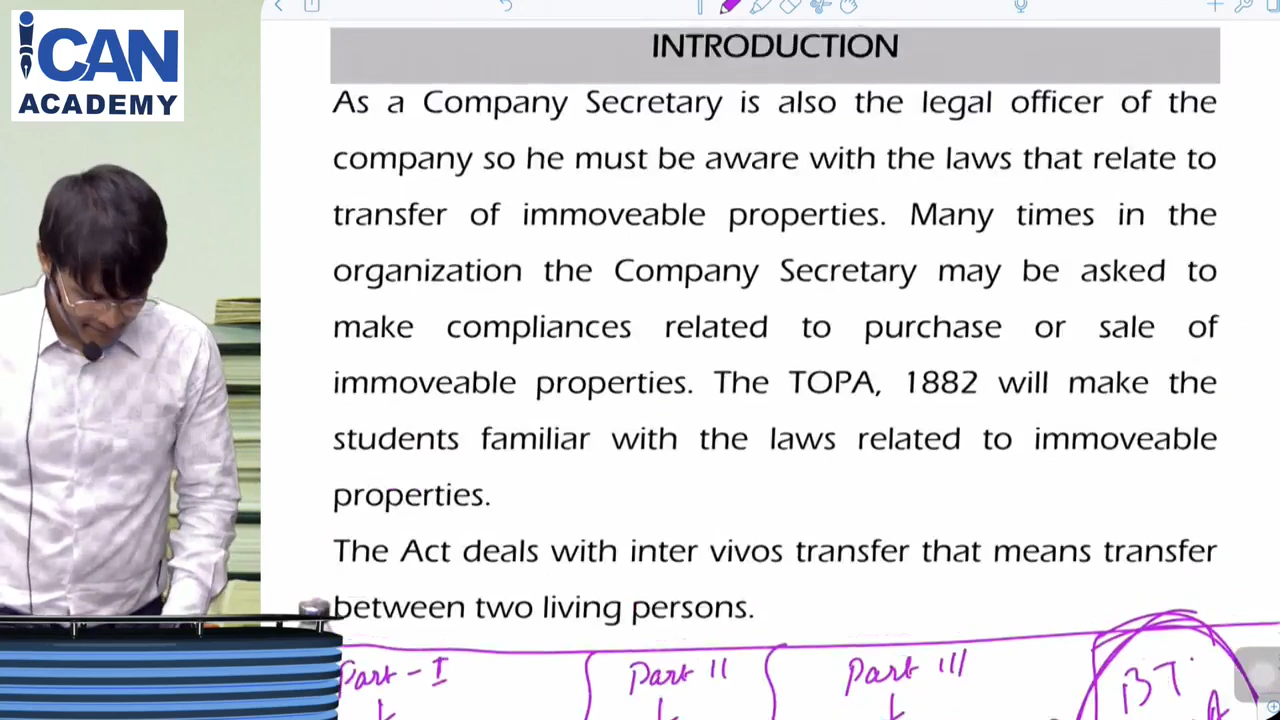 iCAN
ACADEMY
INTRODUCTION
As a Company Secretary is also the legal officer of the
company so he must be aware with the laws that relate to
transfer of immoveable properties. Many times in the
organization the Company Secretary may be asked to
make compliances related to purchase or sale of
immoveable properties. The TOPA, 1882 will make the
students familiar with the laws related to immoveable
properties.
The Act deals with inter vivos transfer that means transfer
between two living persons.
Part - I Part II Part III